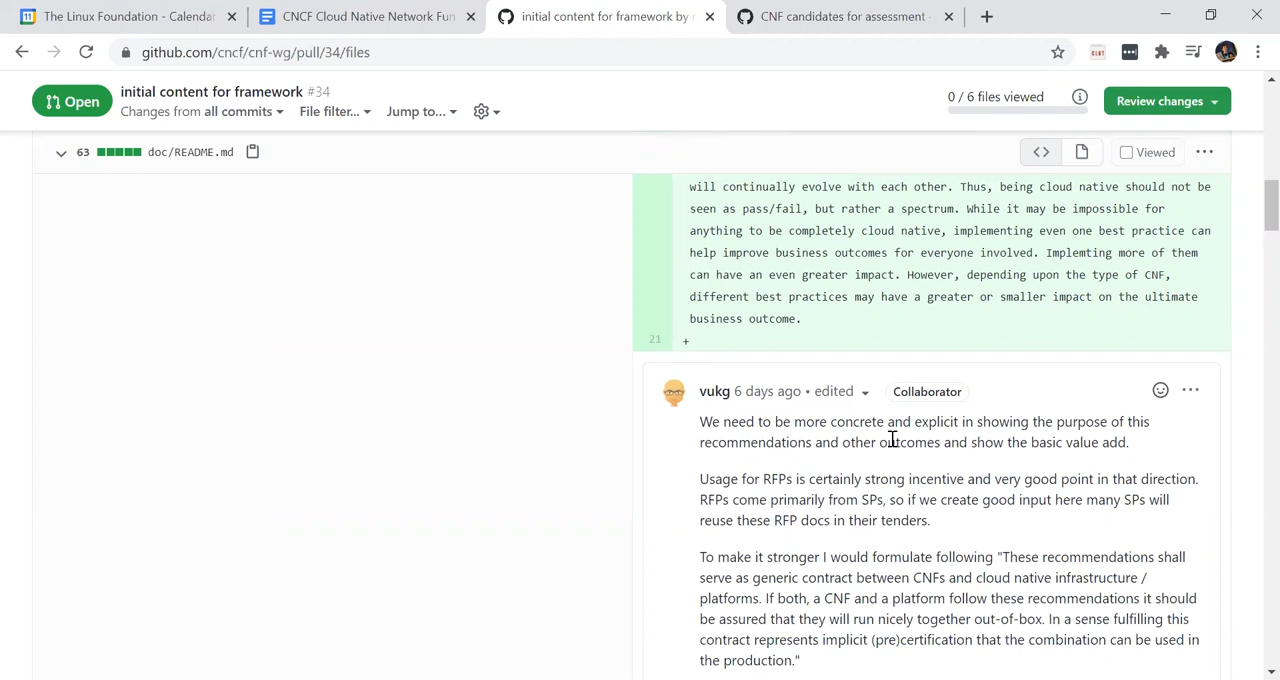 The Linux Foundation - Calenda
CNCF Cloud Native Network Fun
initial content for framework by
CNF candidates for assessment
github.com/cncf/cnf-wg/pull/34/files
Open
initial content for framework #34
Changes from all commits
File filter...
Jump to...
0 / 6 files viewed
Review changes
63
doc/README.md
Viewed
will continually evolve with each other. Thus, being cloud native should not be
seen as pass/fail, but rather a spectrum. While it may be impossible for
anything to be completely cloud native, implementing even one best practice can
help improve business outcomes for everyone involved. Implemting more of them
can have an even greater impact. However, depending upon the type of CNF,
different best practices may have a greater or smaller impact on the ultimate
business outcome.
21 +
vukg 6 days ago • edited
Collaborator
We need to be more concrete and explicit in showing the purpose of this
recommendations and other outcomes and show the basic value add.
Usage for RFPs is certainly strong incentive and very good point in that direction.
RFPs come primarily from SPs, so if we create good input here many SPs will
reuse these RFP docs in their tenders.
To make it stronger I would formulate following "These recommendations shall
serve as generic contract between CNFs and cloud native infrastructure /
platforms. If both, a CNF and a platform follow these recommendations it should
be assured that they will run nicely together out-of-box. In a sense fulfilling this
contract represents implicit (pre)certification that the combination can be used in
the production."